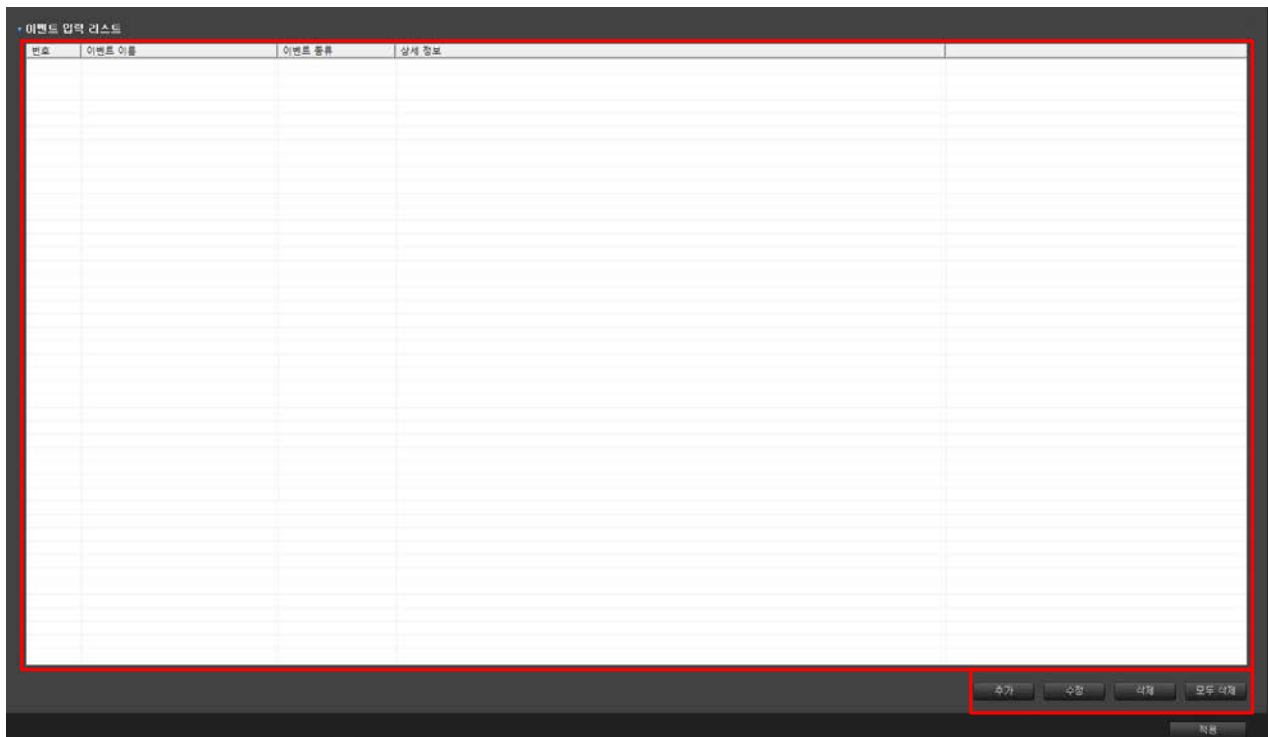 이벤트 입력 리스트
번호 이벤트 이름 이벤트 종류 상세 정보
추가 수정 삭제 모두 삭제
적용